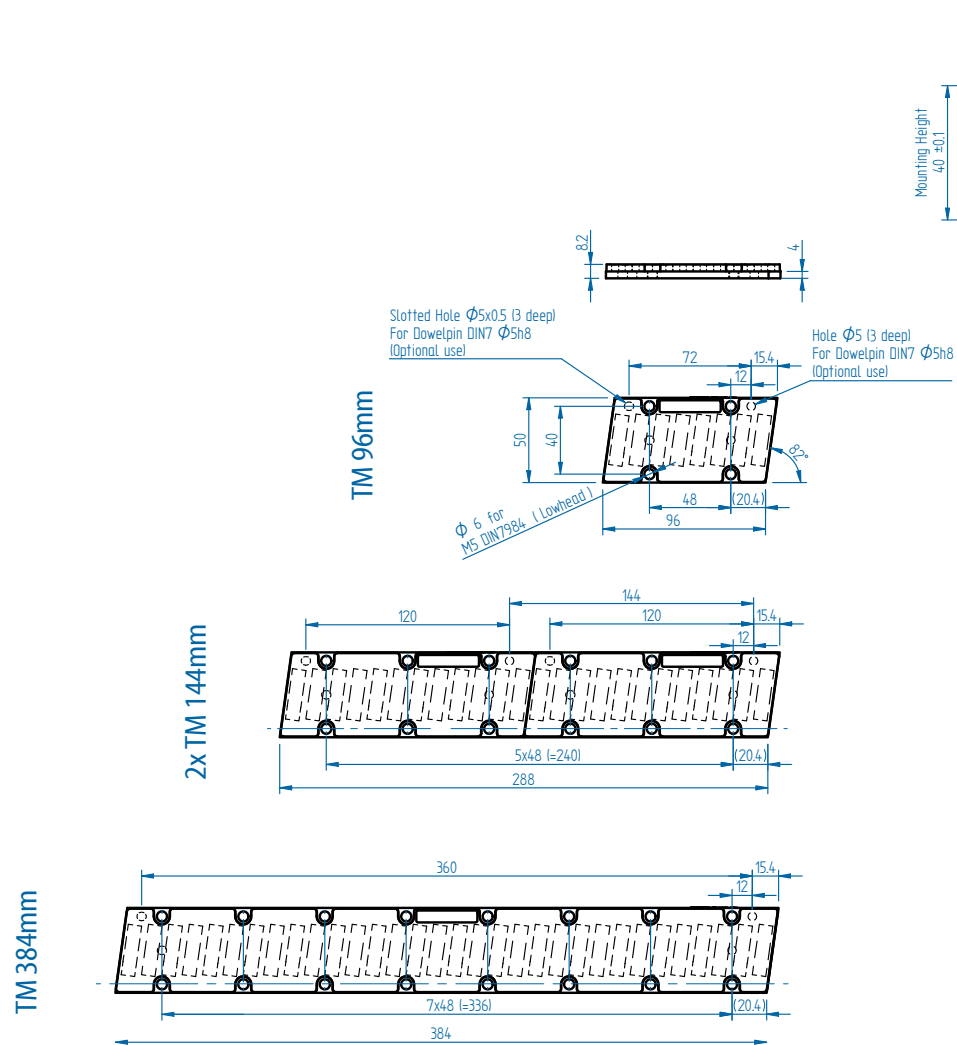 Mounting Height
40 ±0.1
8.2
4
Slotted Hole Φ5x0.5 (3 deep)
For Dowelpin DIN7 Φ5h8
(Optional use)
Hole Φ5 (3 deep)
For Dowelpin DIN7 Φ5h8
(Optional use)
72
15.4
12
TM 96mm
50
40
82°
Φ 6 for
M5 DIN7984 ( Lowhead )
48
(20.4)
96
144
120
120
15.4
12
2x TM 144mm
5x48 (=240)
(20.4)
288
360
15.4
12
TM 384mm
7x48 (=336)
(20.4)
384